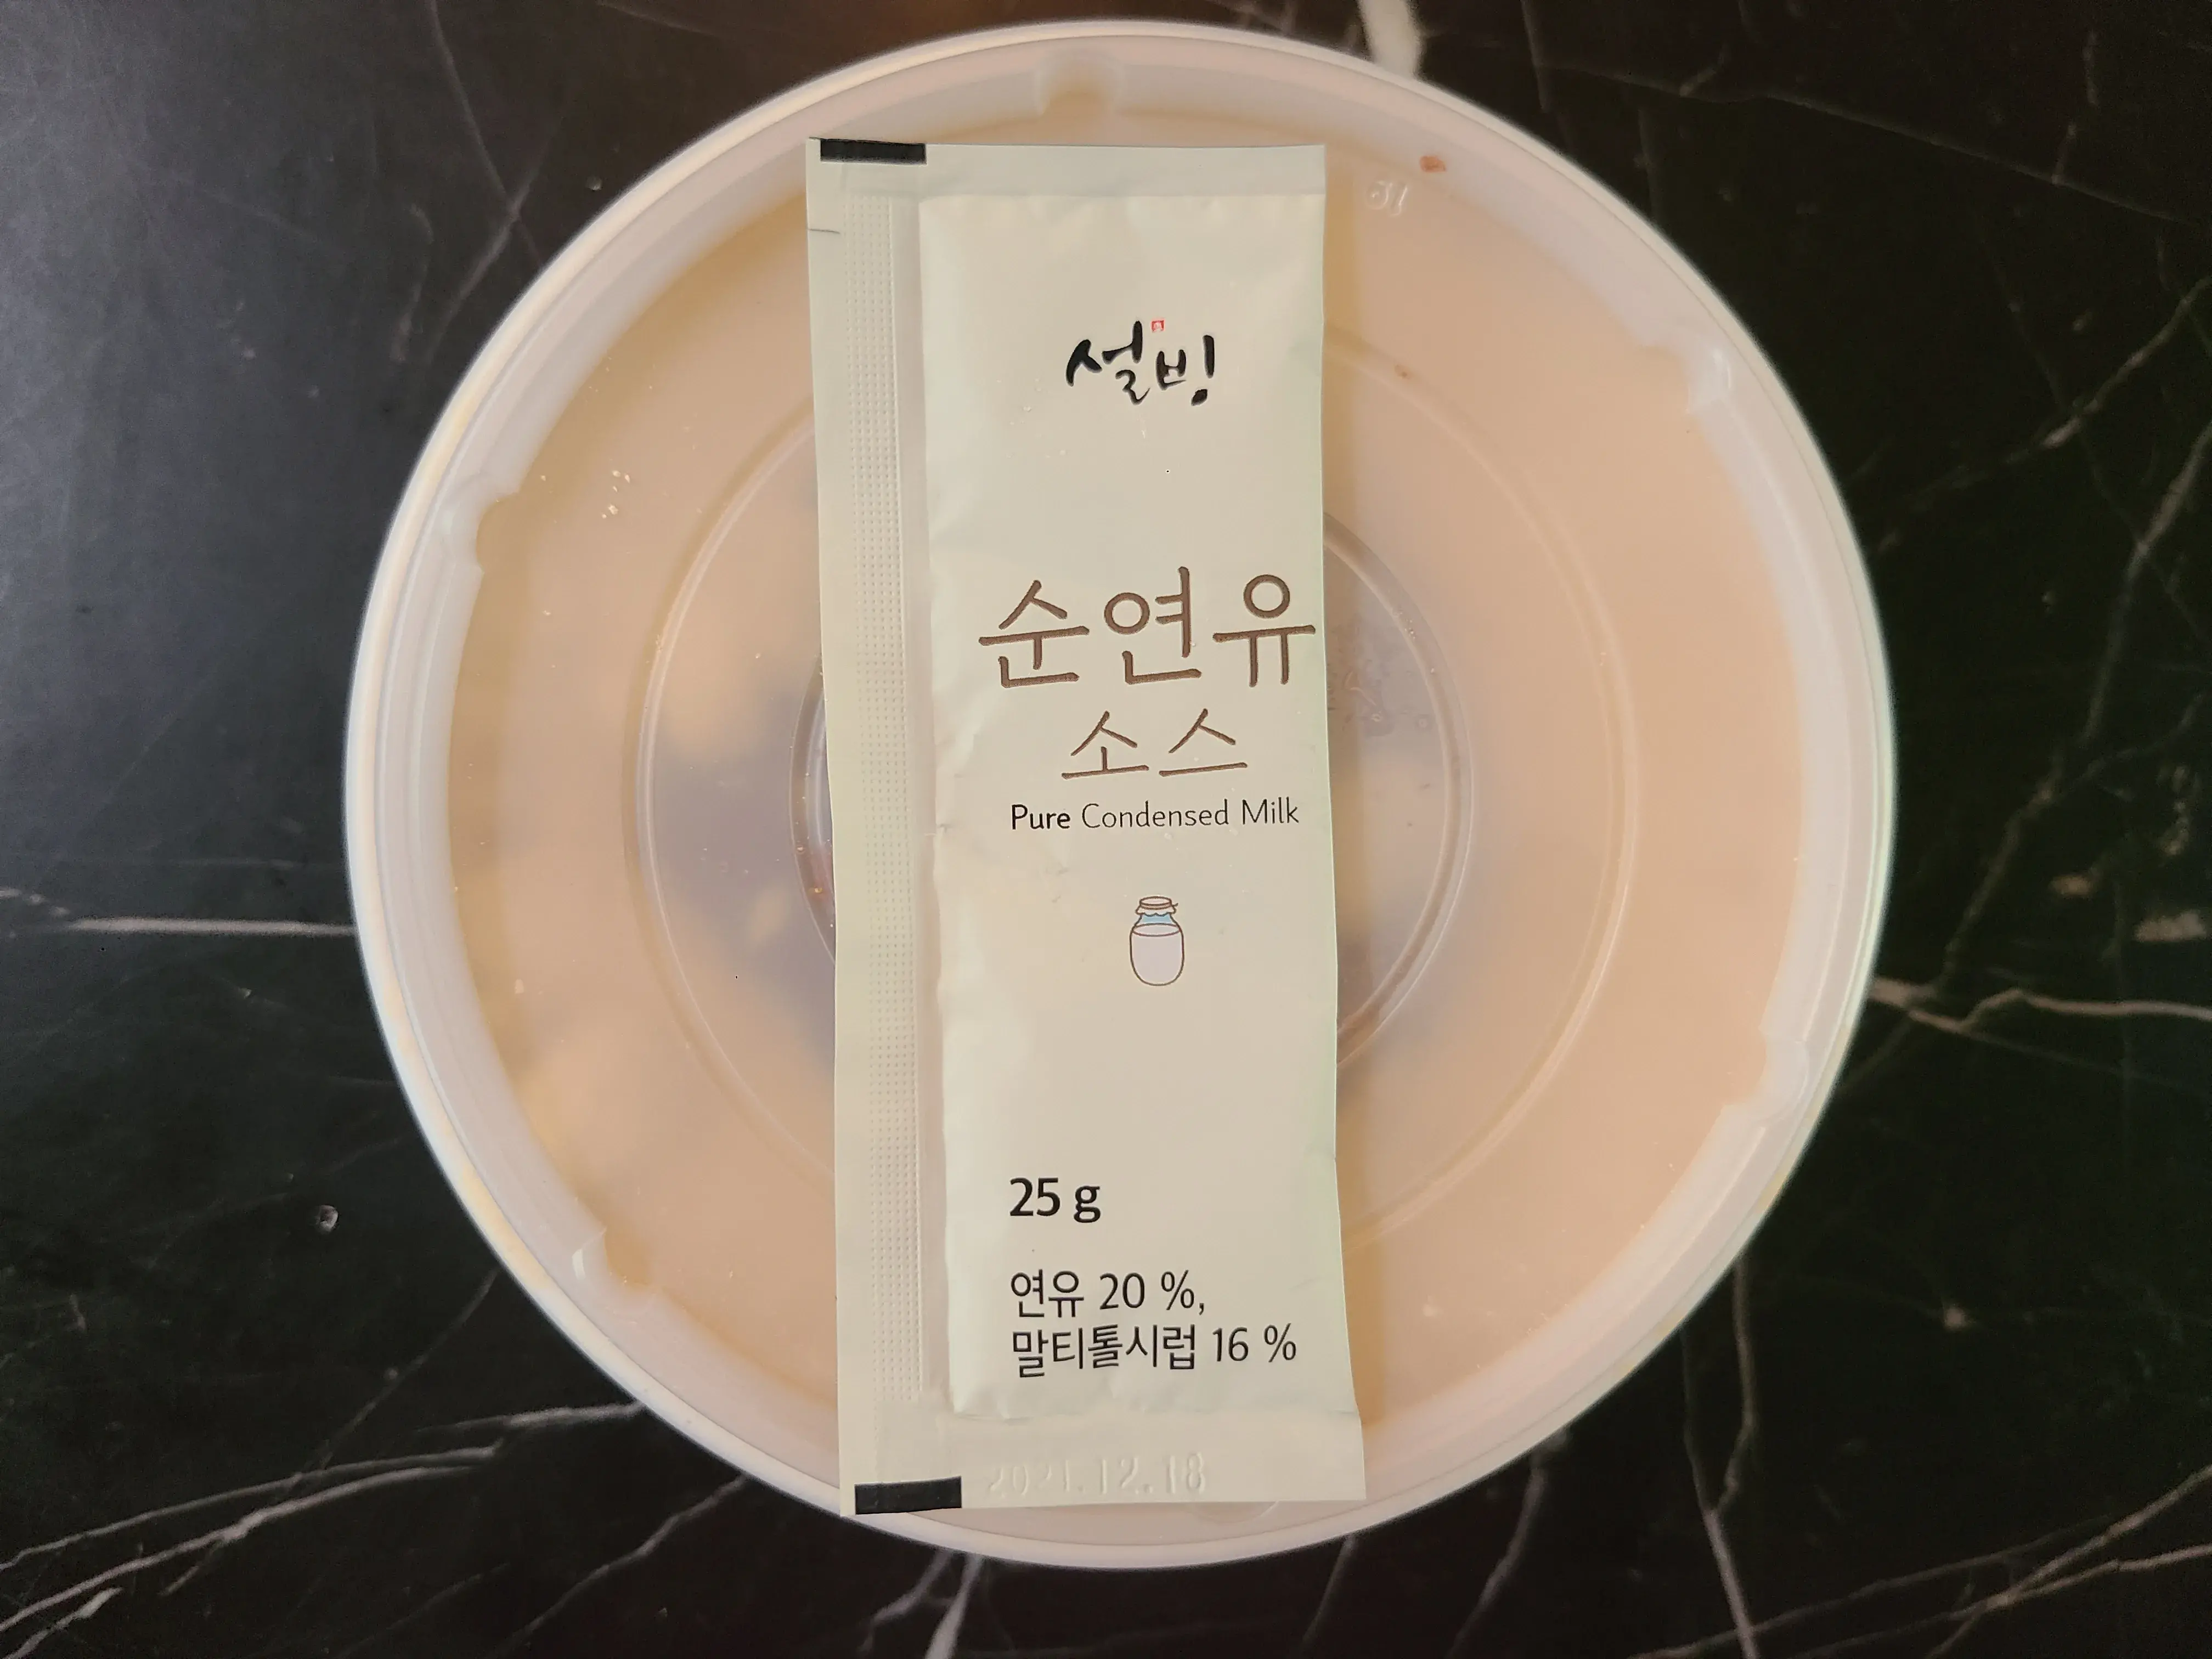 설빙
순연유
소스
Pure Condensed Milk
25 g
연유 20 %,
말티톨시럽 16 %
2021.12.18